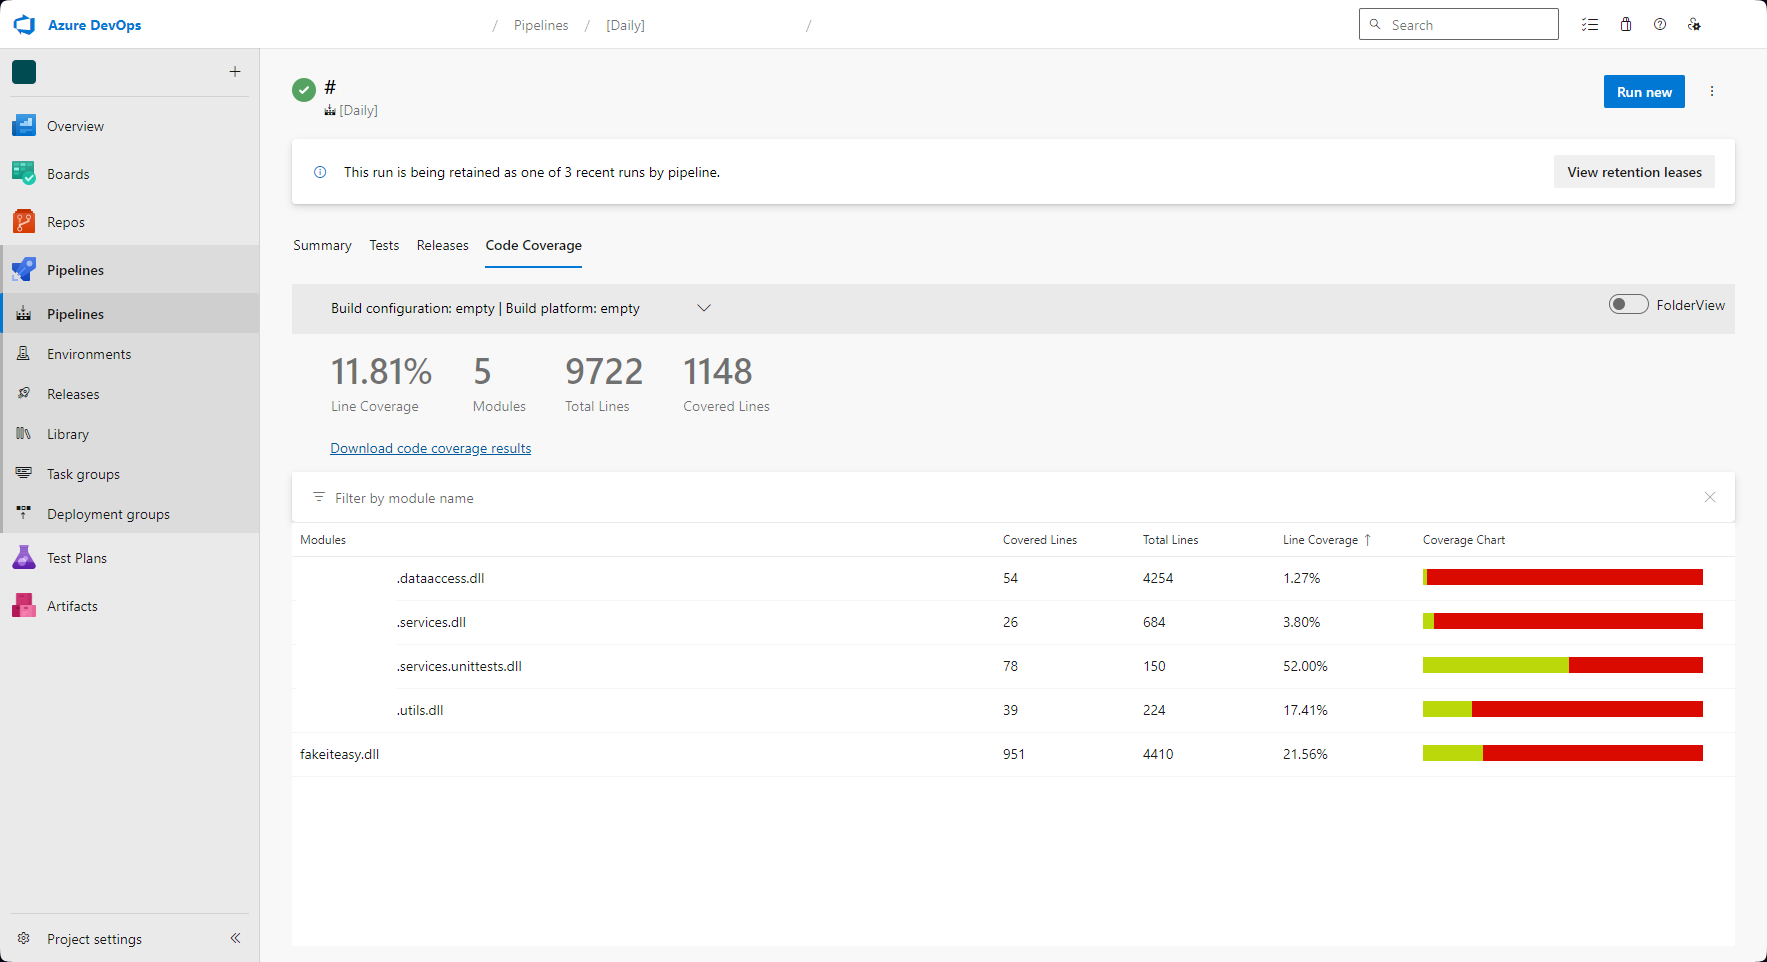 Azure DevOps / Pipelines / [Daily] / Search
+
Overview
Boards
Repos
Pipelines
Pipelines
Environments
Releases
Library
Task groups
Deployment groups
Test Plans
Artifacts
Project settings
#
[Daily]
Run new
This run is being retained as one of 3 recent runs by pipeline.
View retention leases
Summary Tests Releases Code Coverage
Build configuration: empty | Build platform: empty
FolderView
11.81% 5 9722 1148
Line Coverage Modules Total Lines Covered Lines
Download code coverage results
Filter by module name
Modules Covered Lines Total Lines Line Coverage ↑ Coverage Chart
.dataaccess.dll 54 4254 1.27%
.services.dll 26 684 3.80%
.services.unittests.dll 78 150 52.00%
.utils.dll 39 224 17.41%
fakeiteasy.dll 951 4410 21.56%